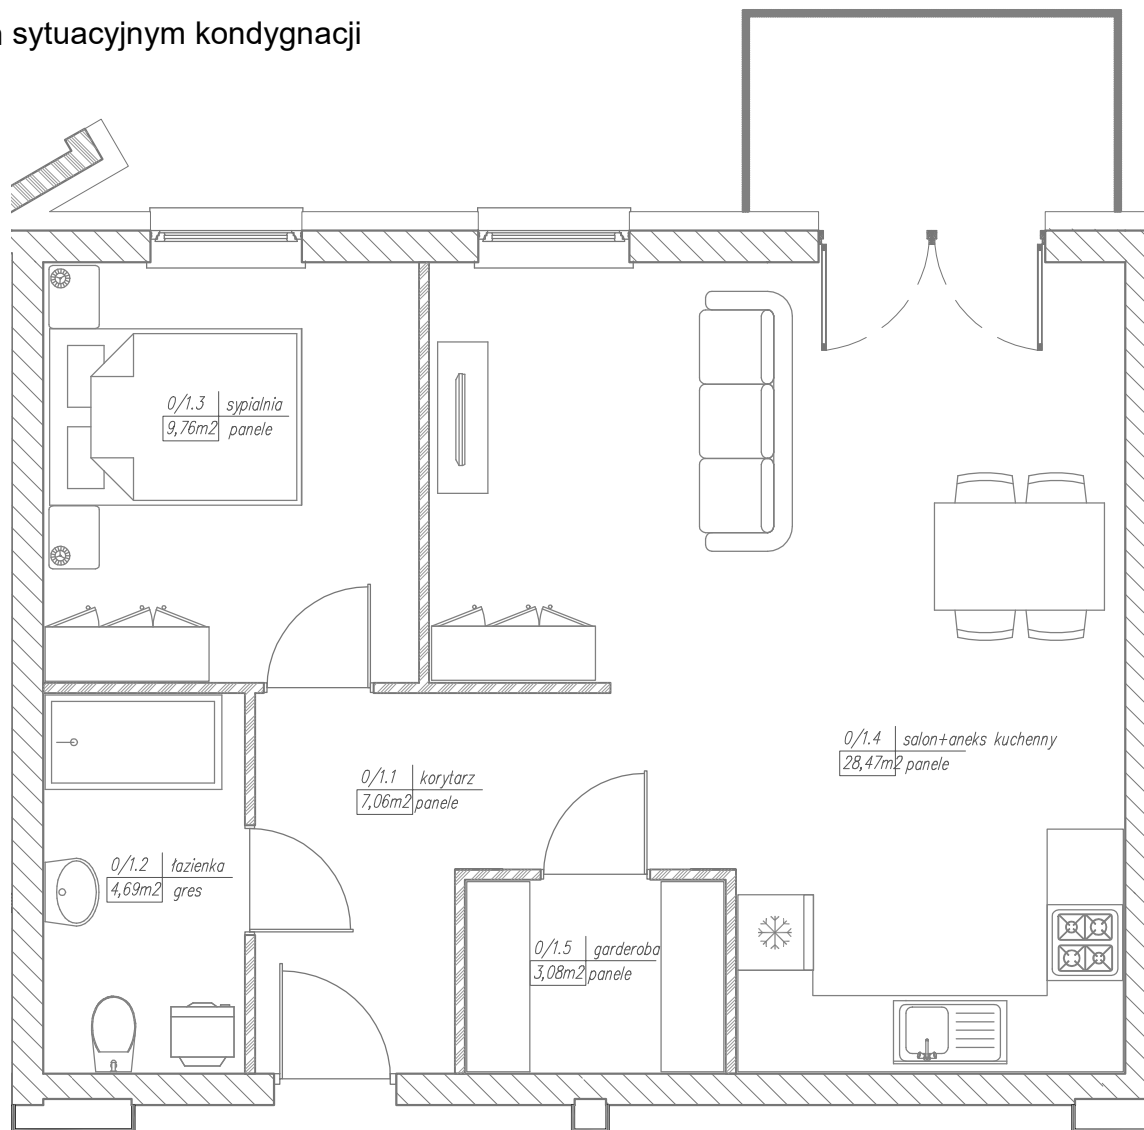 sytuacyjnym kondygnacji
0/1.3 sypialnia
9,76m2 panele
0/1.4 salon+aneks kuchenny
28,47m2 panele
0/1.1 korytarz
7,06m2 panele
0/1.2 łazienka
4,69m2 gres
0/1.5 garderoba
3,08m2 panele